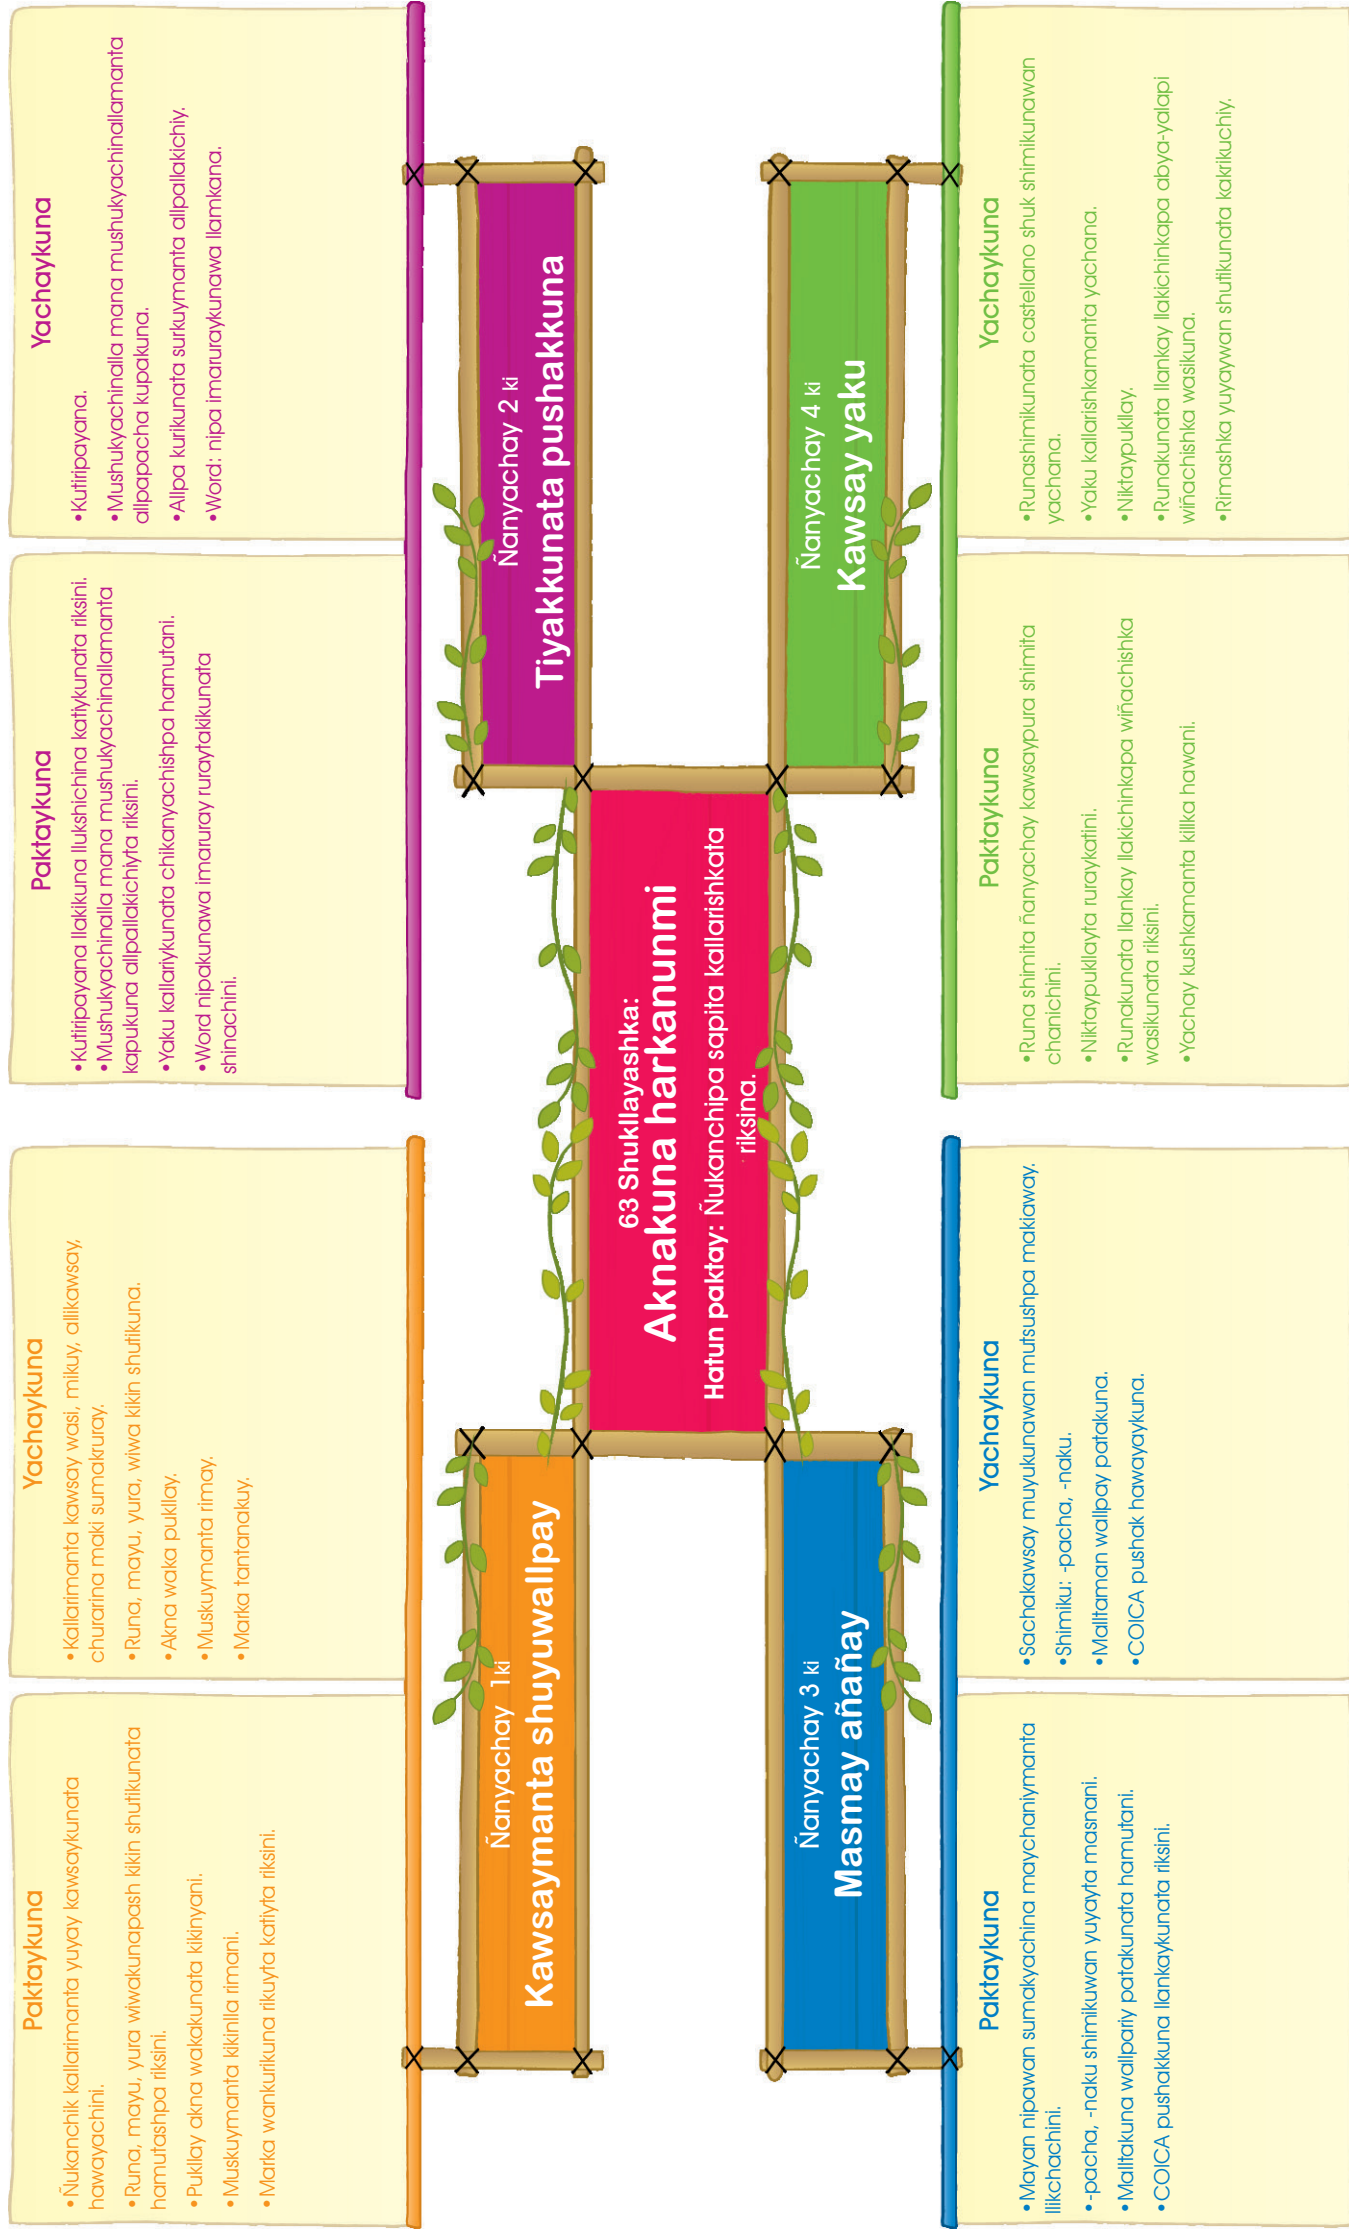 Paktaykuna
•Ñukanchik kallarimanta yuyay kawsaykunata
hawayachini.
•Runa, mayu, yura wiwakunapash kikin shutikunata
hamutashpa riksini.
•Pukllay akna wakakunata kikinyani.
•Muskuymanta kikinlla rimani.
•Marka wankurikuna rikuyta katiyta riksini.
Yachaykuna
•Kallarimanta kawsay wasi, mikuy, allikawsay,
churarina maki sumakruray.
•Runa, mayu, yura, wiwa kikin shutikuna.
•Akna waka pukllay.
•Muskuymanta rimay.
•Marka tantanakuy.
Paktaykuna
•Kutiripayana llakikuna llukshichina katiykunata riksini.
•Mushukyachinalla mana mushukyachinallamanta
kapukuna allpallakichiyta riksini.
•Yaku kallariykunata chikanyachishpa hamutani.
•Word nipakunawa imaruray ruraytakikunata
shinachini.
Yachaykuna
•Kutiripayana.
•Mushukyachinalla mana mushukyachinallamanta
allpapacha kupakuna.
•Allpa kurikunata surkuymanta allpallakichiy.
•Word: nipa imaruraykunawa llamkana.
Ñanyachay 1 ki
Kawsaymanta shuyuwallpay
Ñanyachay 2 ki
Tiyakkunata pushakkuna
63 Shukllayashka:
Aknakuna harkanunmi
Hatun paktay: Ñukanchipa sapita kallarishkata
riksina.
Ñanyachay 3 ki
Masmay añañay
Ñanyachay 4 ki
Kawsay yaku
Paktaykuna
•Mayan nipawan sumakyachina maychaniymanta
llikchachini.
•-pacha, -naku shimikuwan yuyayta masnani.
•Malltakuna wallpariy patakunata hamutani.
•COICA pushakkuna llankaykunata riksini.
Yachaykuna
•Sachakawsay muyukunawan mutsushpa makiaway.
•Shimiku: -pacha, -naku.
•Malltaman wallpay patakuna.
•COICA pushak hawayaykuna.
Paktaykuna
•Runa shimita ñanyachay kawsaypura shimita
chanichini.
•Niktaypukllayta ruraykatini.
•Runakunata llankay llakichinkapa wiñachishka
wasikunata riksini.
•Yachay kushkamanta killka hawani.
Yachaykuna
•Runashimikunata castellano shuk shimikunawan
yachana.
•Yaku kallarishkamanta yachana.
•Niktaypukllay.
•Runakunata llankay llakichinkapa abya-yalapi
wiñachishka wasikuna.
•Rimashka yuyaywan shutikunata kakrikuchiy.